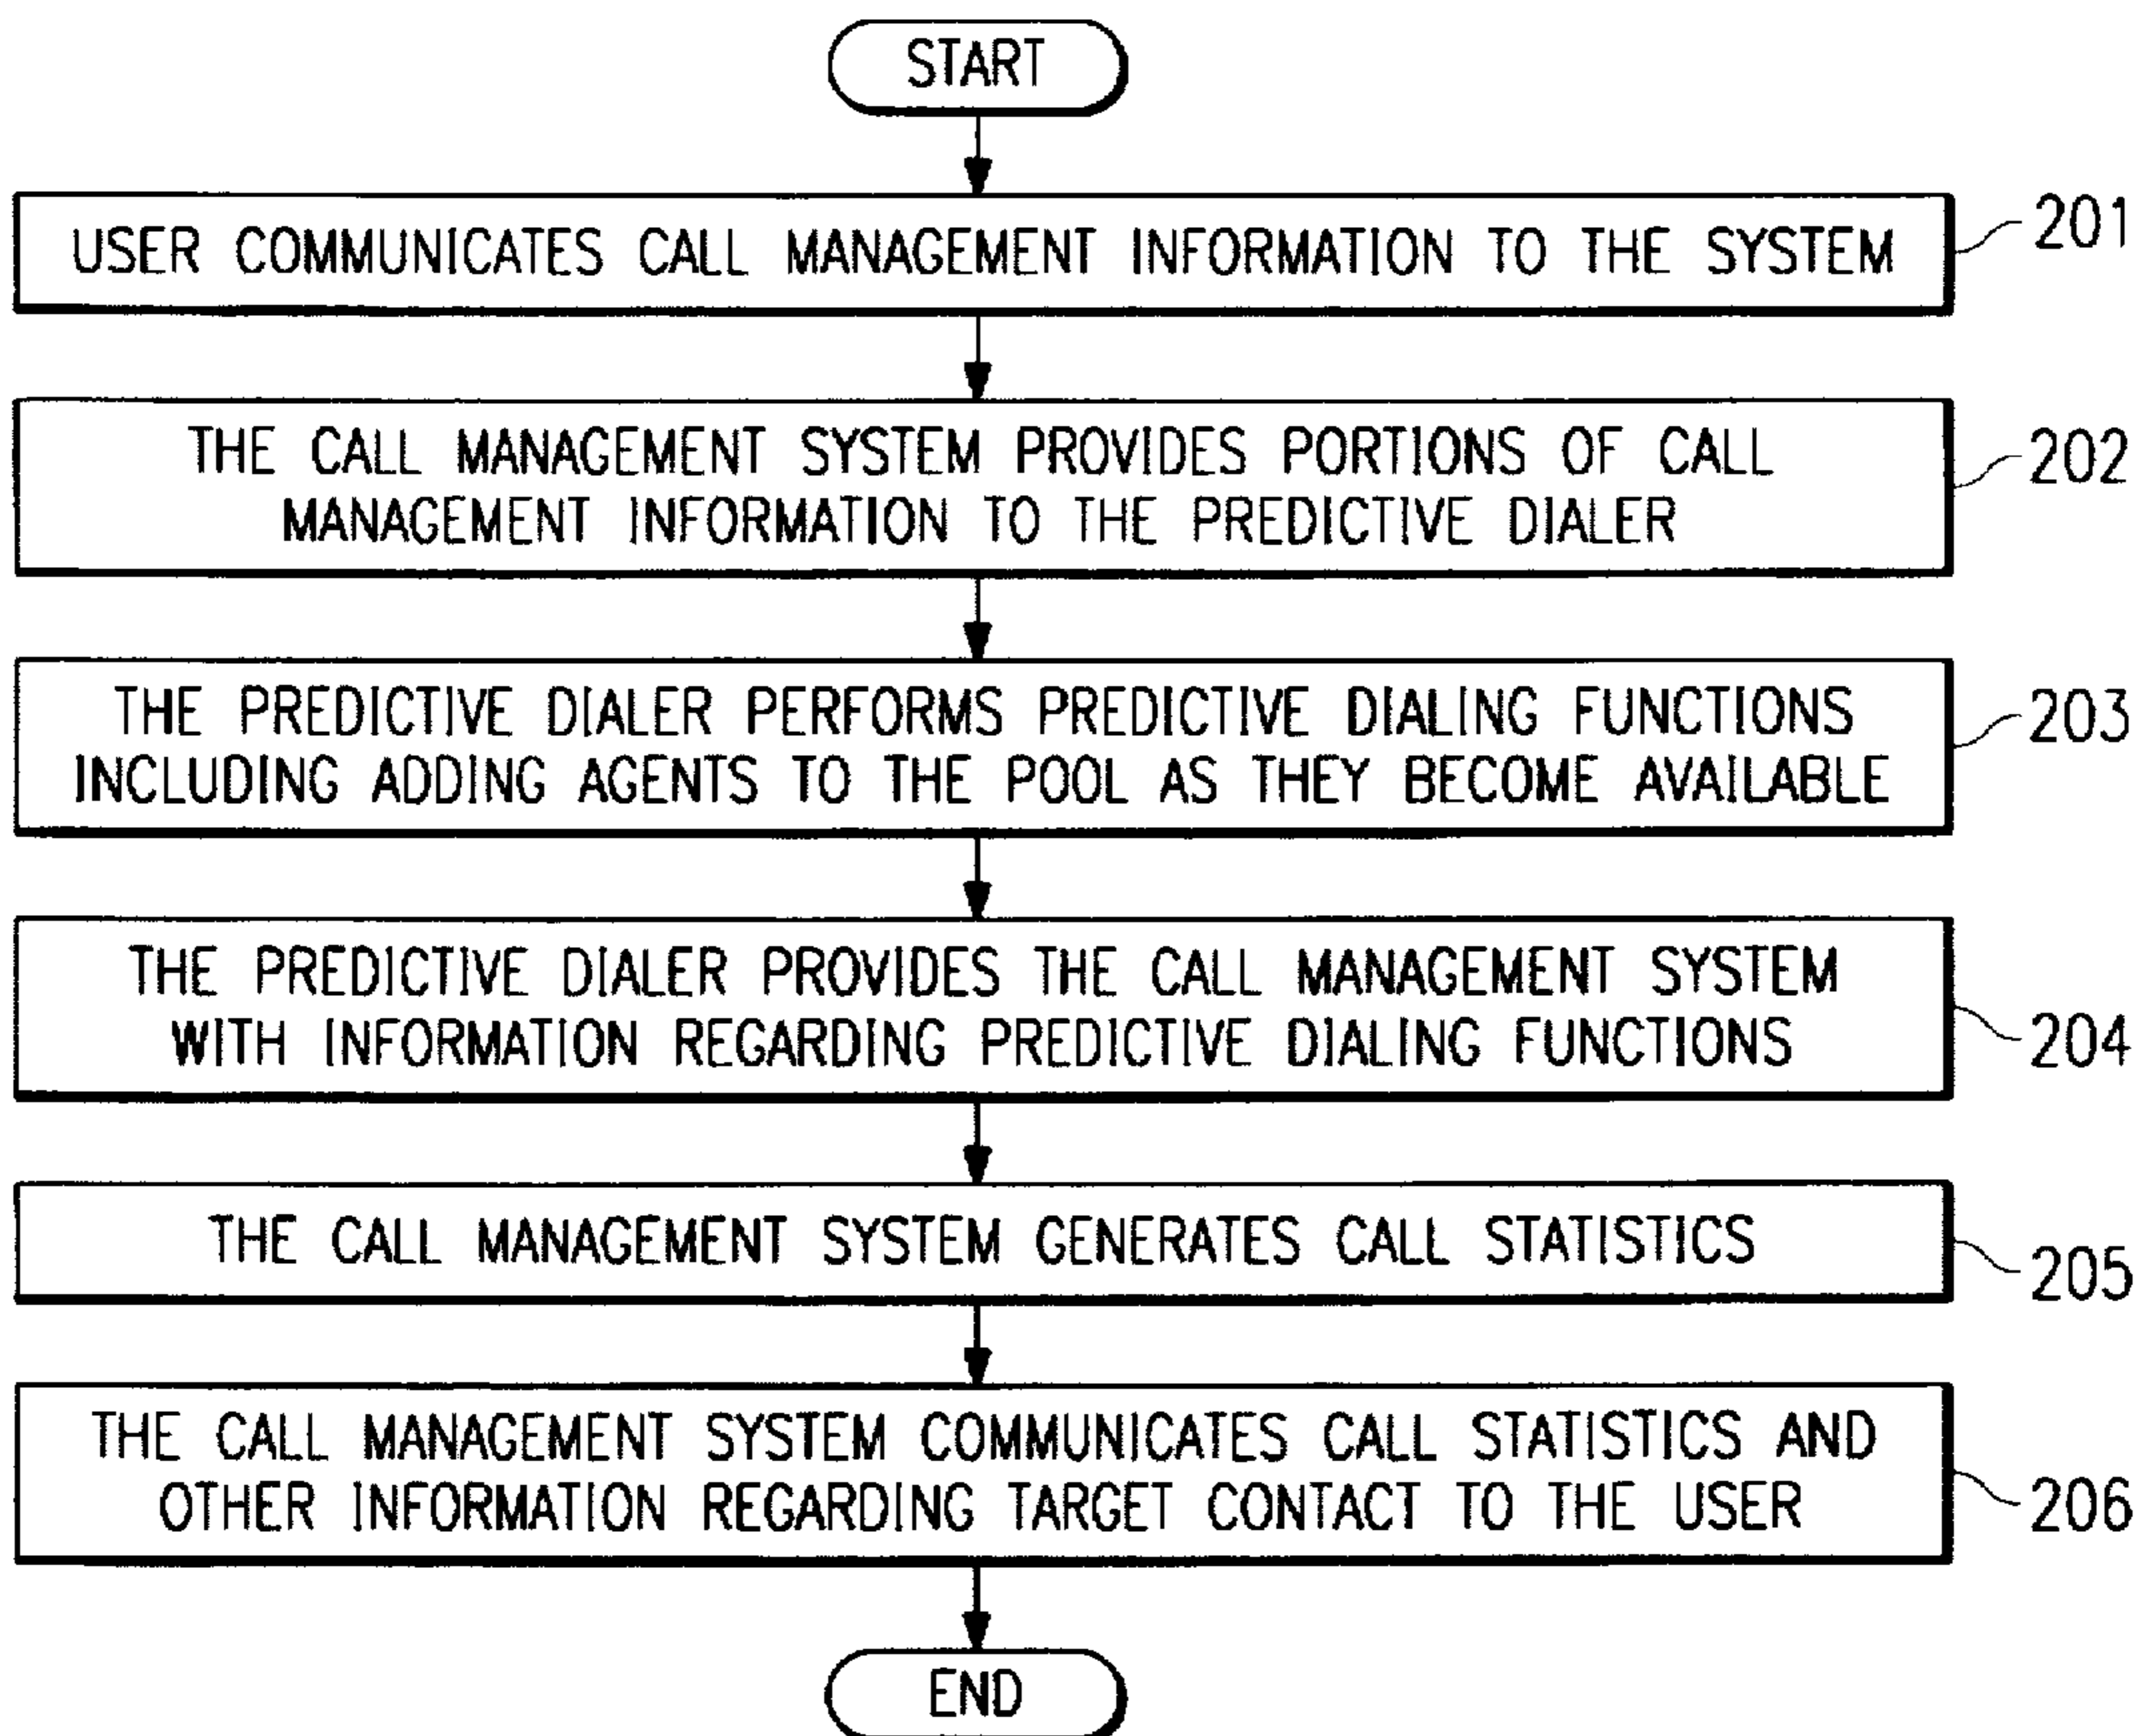 START
USER COMMUNICATES CALL MANAGEMENT INFORMATION TO THE SYSTEM
201
THE CALL MANAGEMENT SYSTEM PROVIDES PORTIONS OF CALL
MANAGEMENT INFORMATION TO THE PREDICTIVE DIALER
202
THE PREDICTIVE DIALER PERFORMS PREDICTIVE DIALING FUNCTIONS
INCLUDING ADDING AGENTS TO THE POOL AS THEY BECOME AVAILABLE
203
THE PREDICTIVE DIALER PROVIDES THE CALL MANAGEMENT SYSTEM
WITH INFORMATION REGARDING PREDICTIVE DIALING FUNCTIONS
204
THE CALL MANAGEMENT SYSTEM GENERATES CALL STATISTICS
205
THE CALL MANAGEMENT SYSTEM COMMUNICATES CALL STATISTICS AND
OTHER INFORMATION REGARDING TARGET CONTACT TO THE USER
206
END